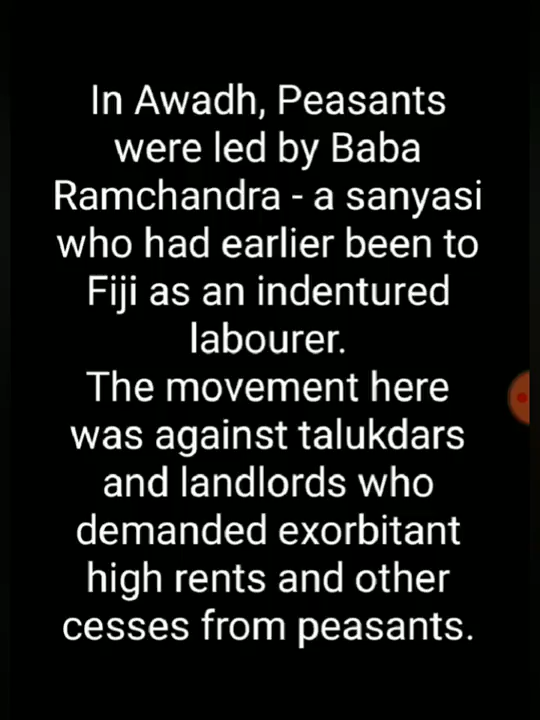 In Awadh, Peasants
were led by Baba
Ramchandra - a sanyasi
who had earlier been to
Fiji as an indentured
labourer.
The movement here
was against talukdars
and landlords who
demanded exorbitant
high rents and other
cesses from peasants.